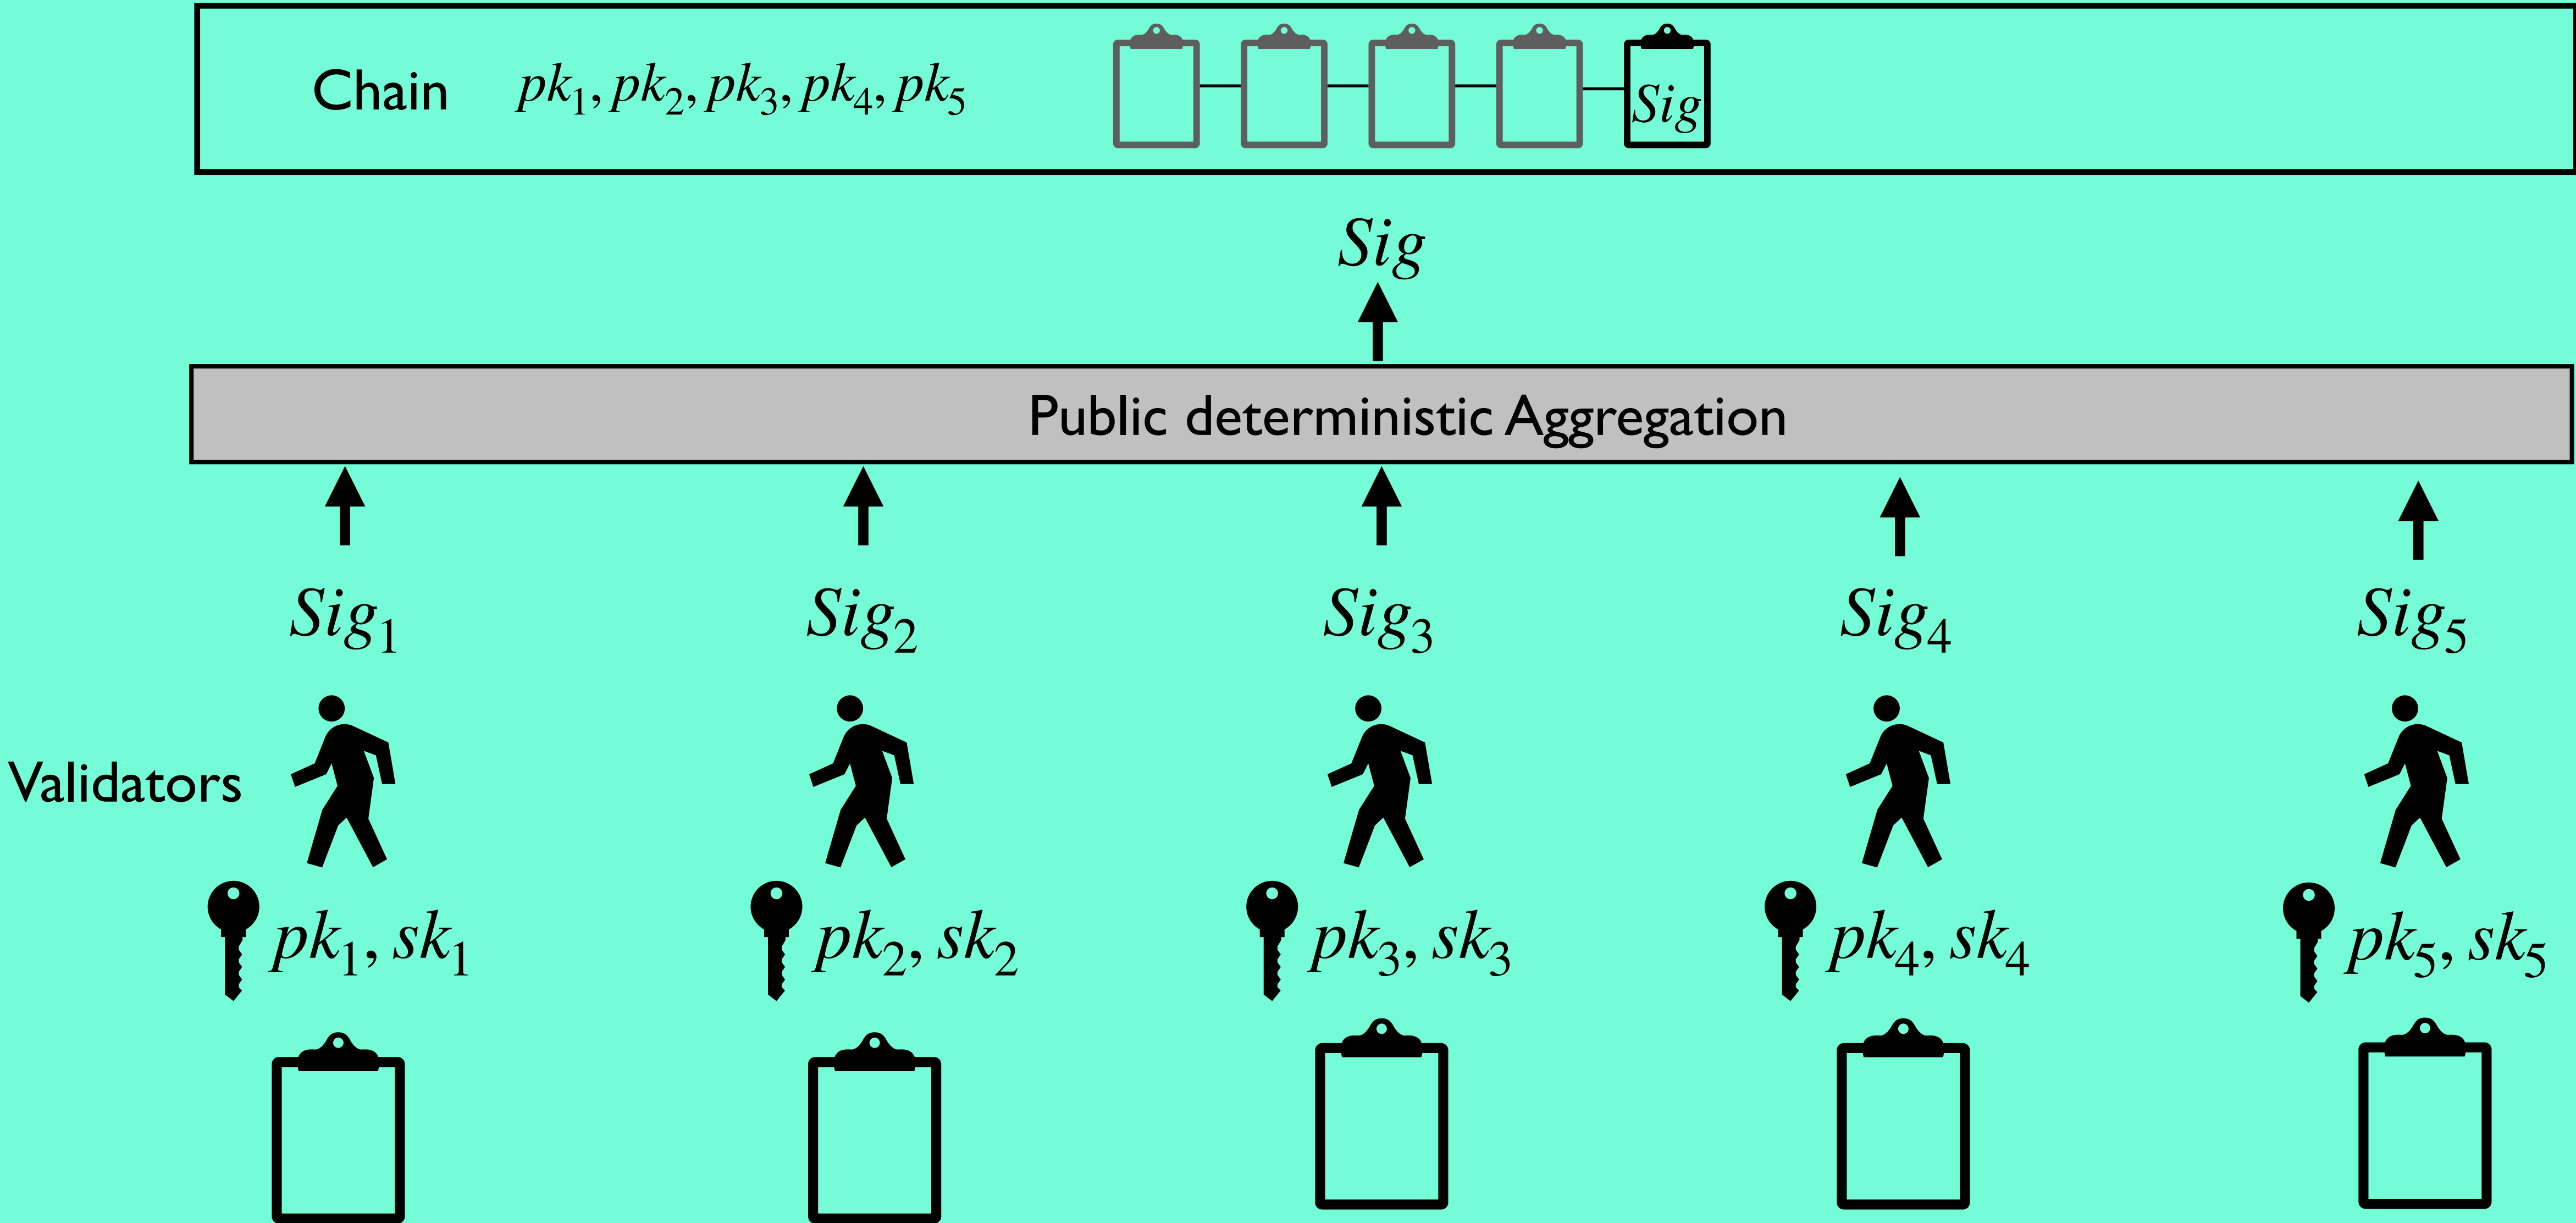 Chain pk₁, pk₂, pk₃, pk₄, pk₅
Sig
Sig
Public deterministic Aggregation
Sig₁ Sig₂ Sig₃ Sig₄ Sig₅
Validators
pk₁, sk₁ pk₂, sk₂ pk₃, sk₃ pk₄, sk₄ pk₅, sk₅